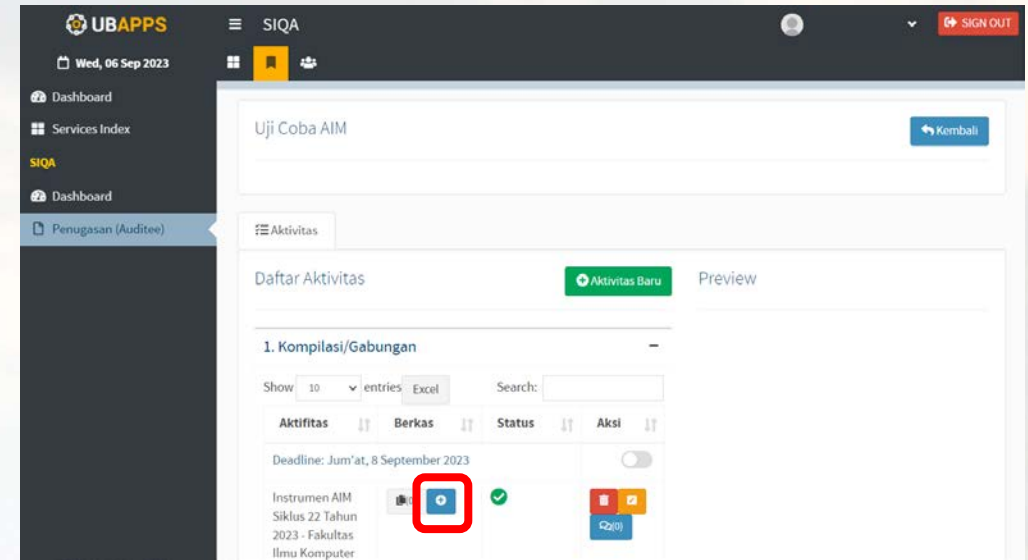 UBAPPS
SIQA
SIGN OUT
Wed, 06 Sep 2023
Dashboard
Services Index
SIQA
Dashboard
Penugasan (Auditee)
Uji Coba AIM
Kembali
Aktivitas
Daftar Aktivitas
Aktivitas Baru
Preview
1. Kompilasi/Gabungan
Show 10 entries Excel Search:
Aktifitas Berkas Status Aksi
Deadline: Jum'at, 8 September 2023
Instrumen AIM
Siklus 22 Tahun
2023 - Fakultas
Ilmu Komputer
(0)